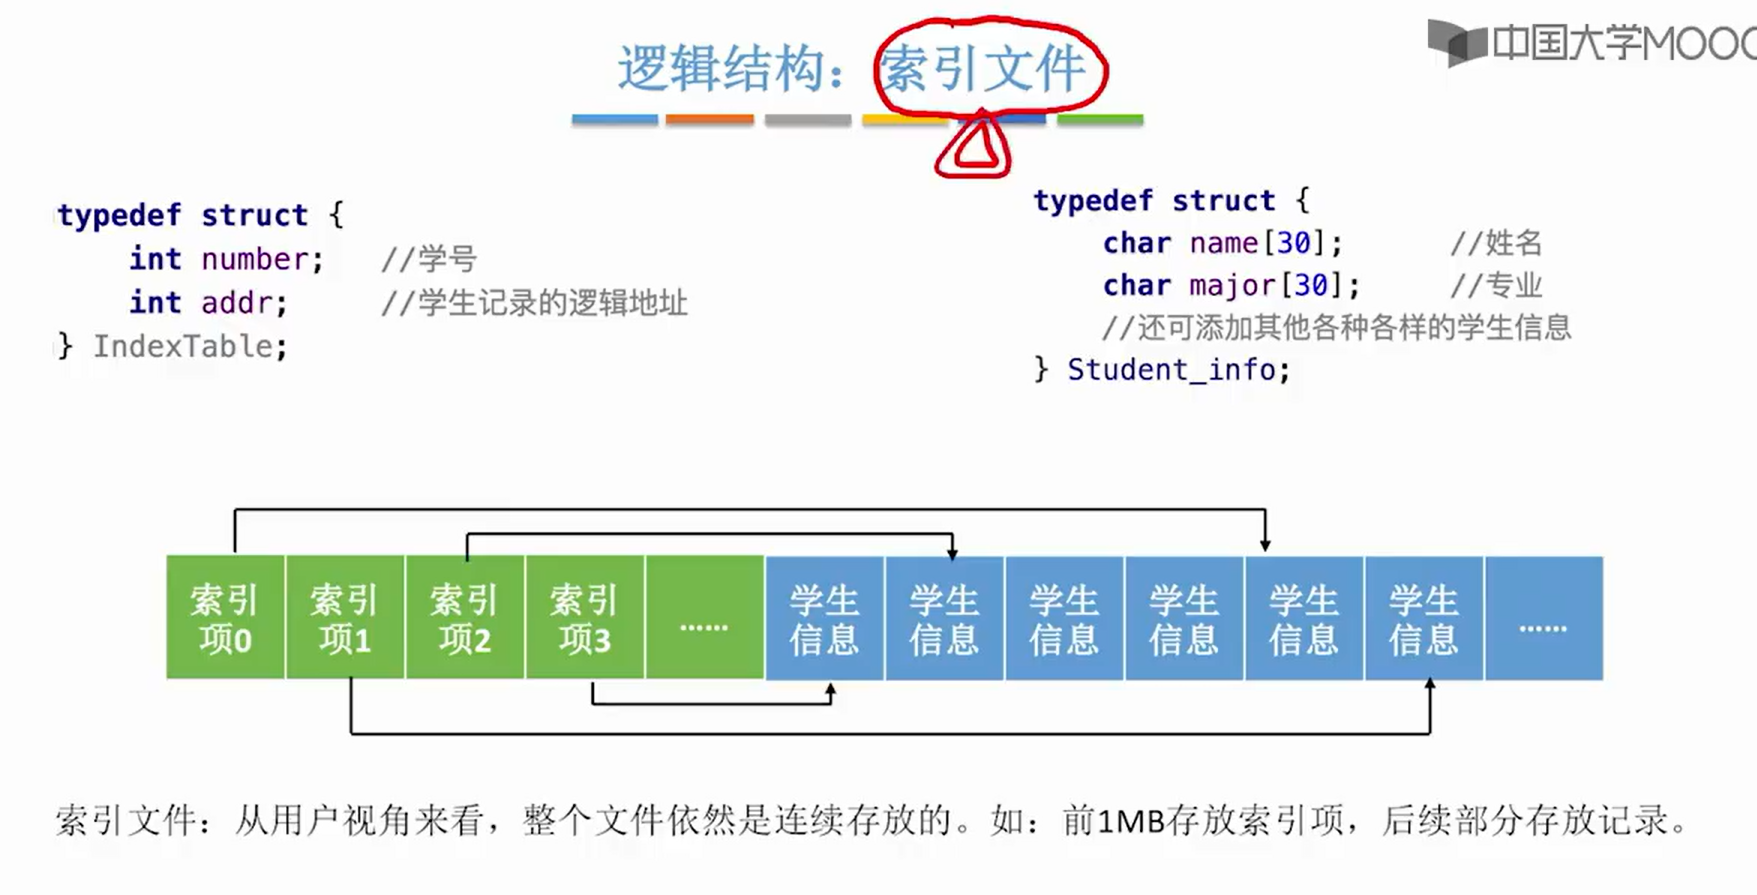 中国大学MOOC
逻辑结构：索引文件
typedef struct {
int number; //学号
int addr; //学生记录的逻辑地址
} IndexTable;
typedef struct {
char name[30]; //姓名
char major[30]; //专业
//还可添加其他各种各样的学生信息
} Student_info;
索引项0
索引项1
索引项2
索引项3
……
学生信息
学生信息
学生信息
学生信息
学生信息
学生信息
……
索引文件：从用户视角来看，整个文件依然是连续存放的。如：前1MB存放索引项，后续部分存放记录。